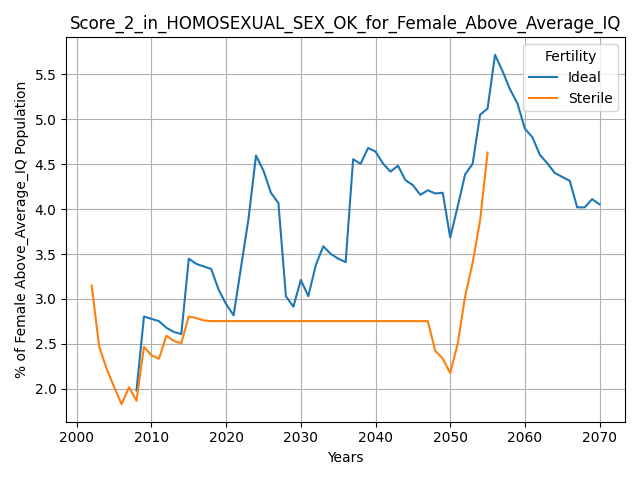 Score_2_in_HOMOSEXUAL_SEX_OK_for_Female_Above_Average_IQ
Fertility
Ideal
Sterile
% of Female Above_Average_IQ Population
5.5
5.0
4.5
4.0
3.5
3.0
2.5
2.0
2000 2010 2020 2030 2040 2050 2060 2070
Years